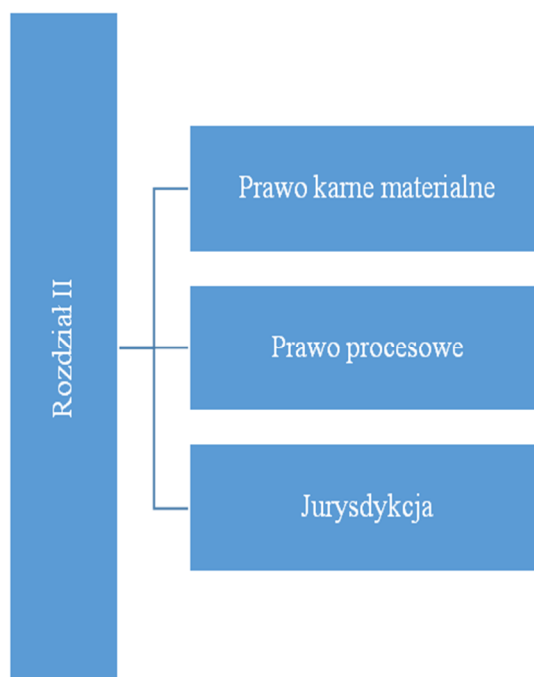 Rozdział II
Prawo karne materialne
Prawo procesowe
Jurysdykcja